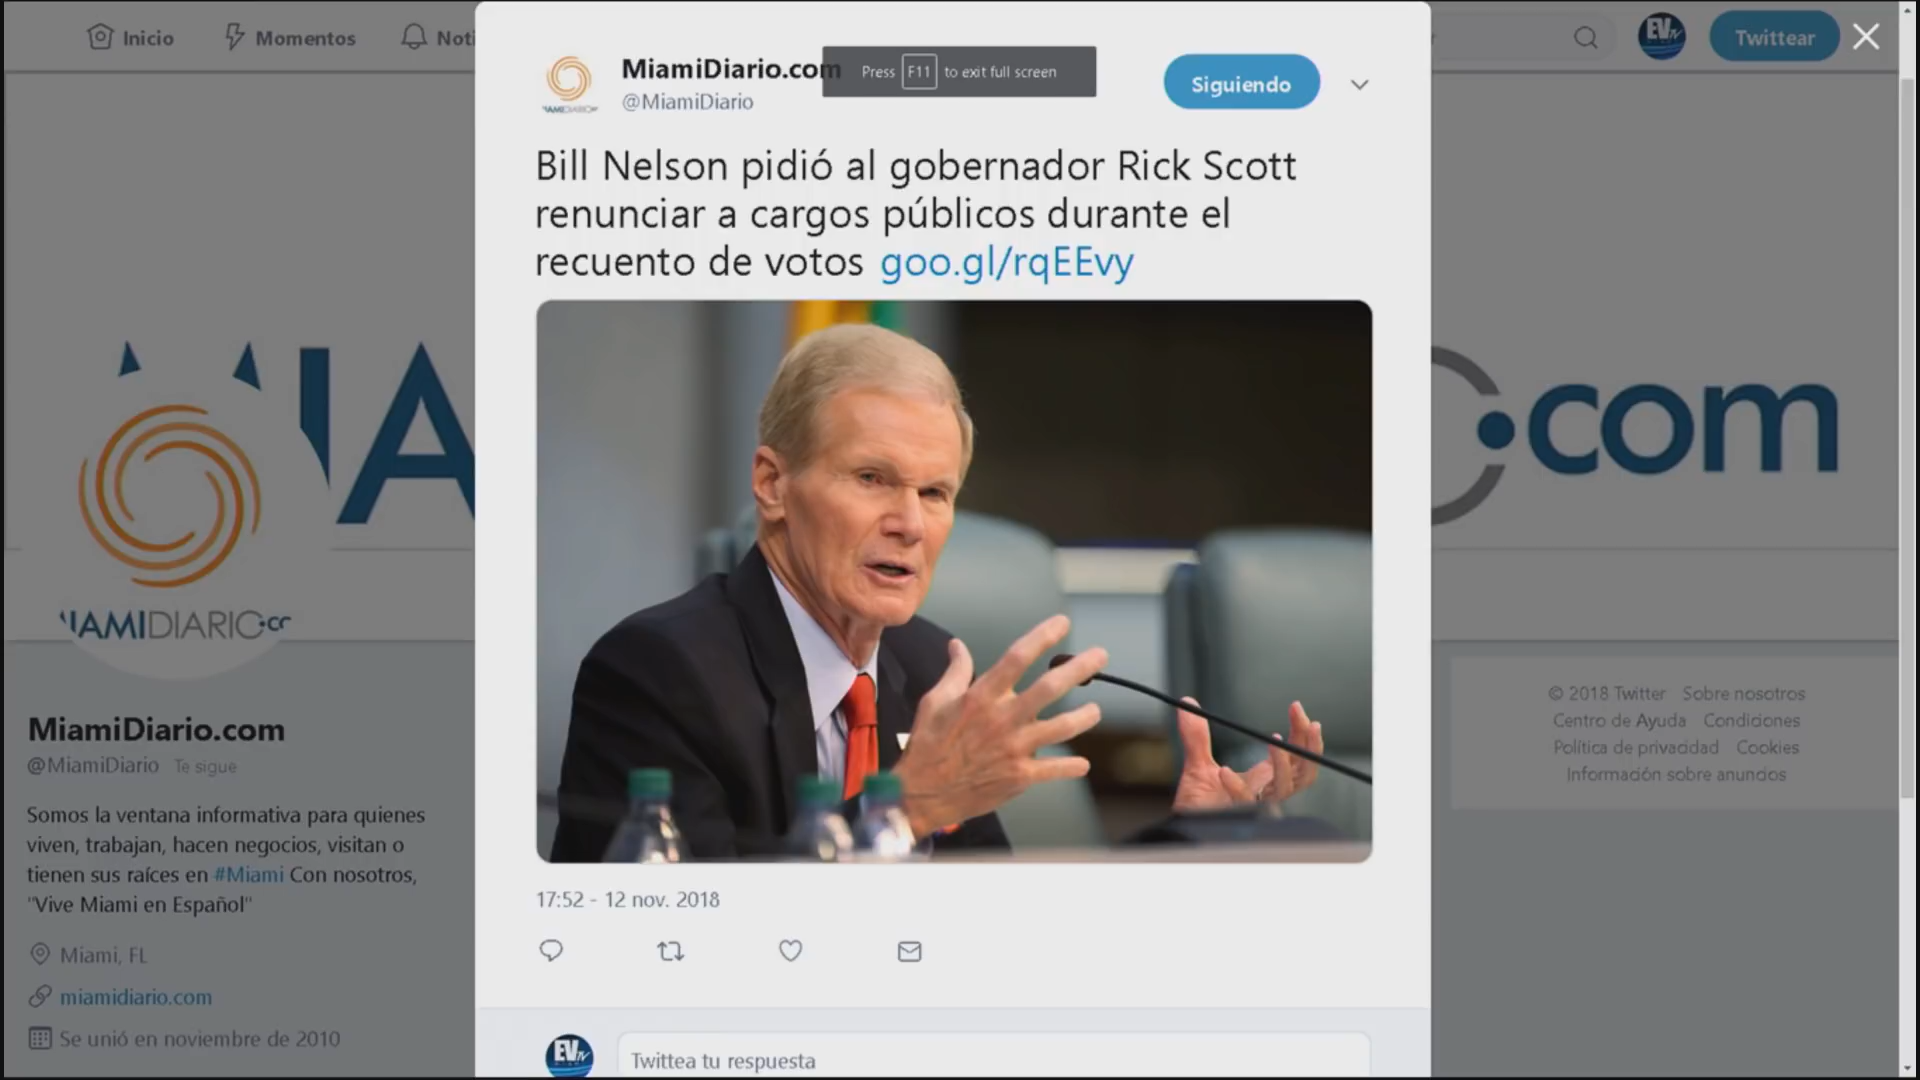 Inicio
Momentos
Noti
Twittear
MiamiDiario.com
@MiamiDiario
Press F11 to exit full screen
Siguiendo
Bill Nelson pidió al gobernador Rick Scott
renunciar a cargos públicos durante el
recuento de votos goo.gl/rqEEvy
17:52 - 12 nov. 2018
EVtv
Twittea tu respuesta
IA
.com
IAMIDIARIO.CC
MiamiDiario.com
@MiamiDiario Te sigue
Somos la ventana informativa para quienes
viven, trabajan, hacen negocios, visitan o
tienen sus raíces en #Miami Con nosotros,
"Vive Miami en Español"
Miami, FL
miamidiario.com
Se unió en noviembre de 2010
© 2018 Twitter Sobre nosotros
Centro de Ayuda Condiciones
Política de privacidad Cookies
Información sobre anuncios